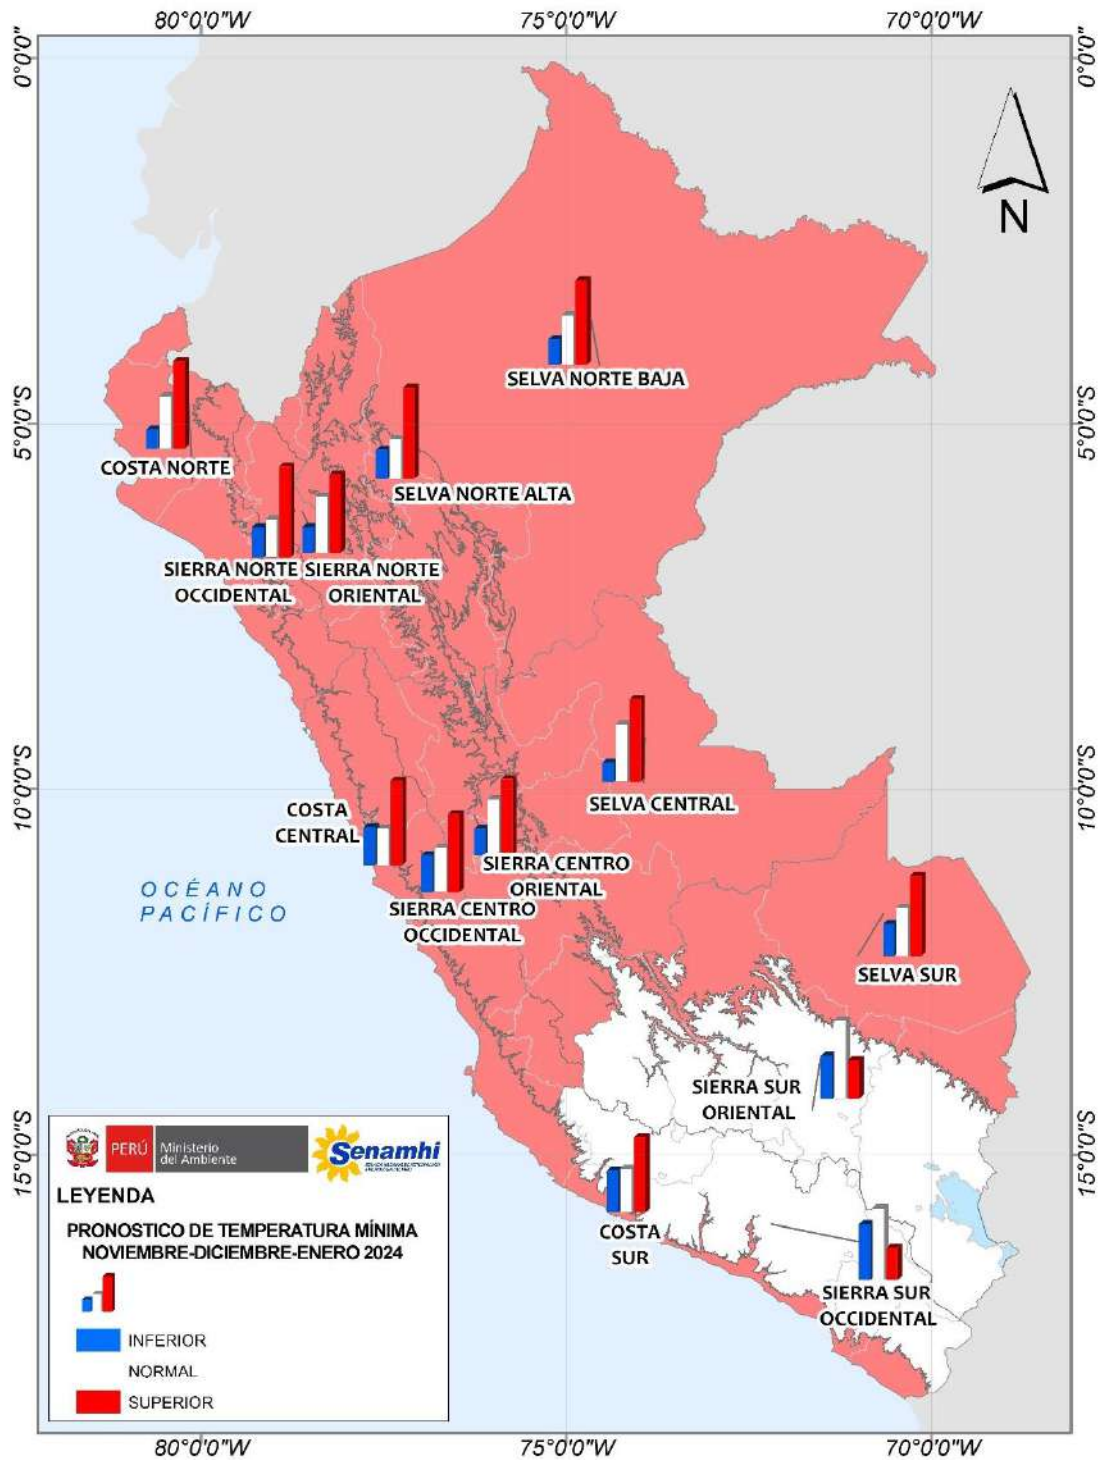 80°0'0"W 75°0'0"W 70°0'0"W
0°0'0" 0°0'0"
N
SELVA NORTE BAJA
5°0'0"S 5°0'0"S
COSTA NORTE
SELVA NORTE ALTA
SIERRA NORTE
OCCIDENTAL
SIERRA NORTE
ORIENTAL
10°0'0"S 10°0'0"S
SELVA CENTRAL
COSTA
CENTRAL
SIERRA CENTRO
ORIENTAL
SIERRA CENTRO
OCCIDENTAL
OCÉANO
PACÍFICO
SELVA SUR
SIERRA SUR
ORIENTAL
15°0'0"S 15°0'0"S
COSTA
SUR
SIERRA SUR
OCCIDENTAL
PERÚ
Ministerio
del Ambiente
Senamhi
LEYENDA
PRONOSTICO DE TEMPERATURA MÍNIMA
NOVIEMBRE-DICIEMBRE-ENERO 2024
INFERIOR
NORMAL
SUPERIOR
80°0'0"W 75°0'0"W 70°0'0"W